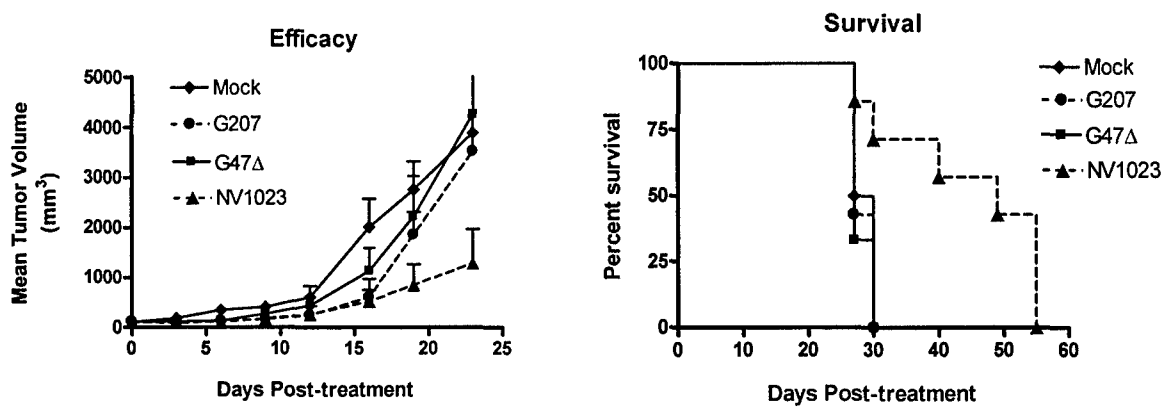 Efficacy
Mean Tumor Volume
(mm³)
5000
4000
3000
2000
1000
0
Mock
G207
G47Δ
NV1023
0 5 10 15 20 25
Days Post-treatment
Survival
Percent survival
100
75
50
25
0
Mock
G207
G47Δ
NV1023
0 10 20 30 40 50 60
Days Post-treatment